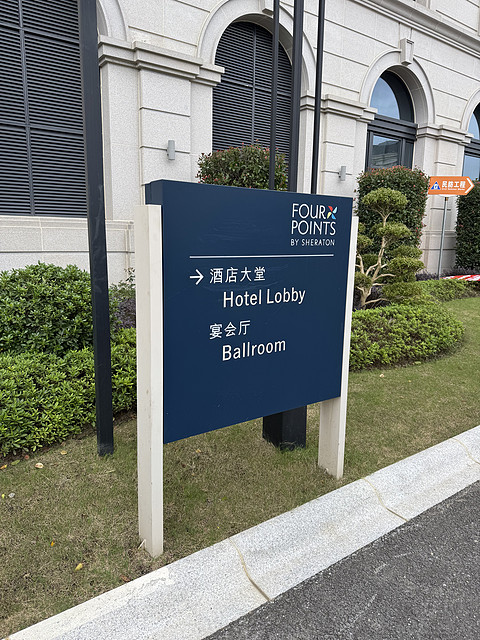 FOUR
POINTS
BY SHERATON
→ 酒店大堂
Hotel Lobby
宴会厅
Ballroom